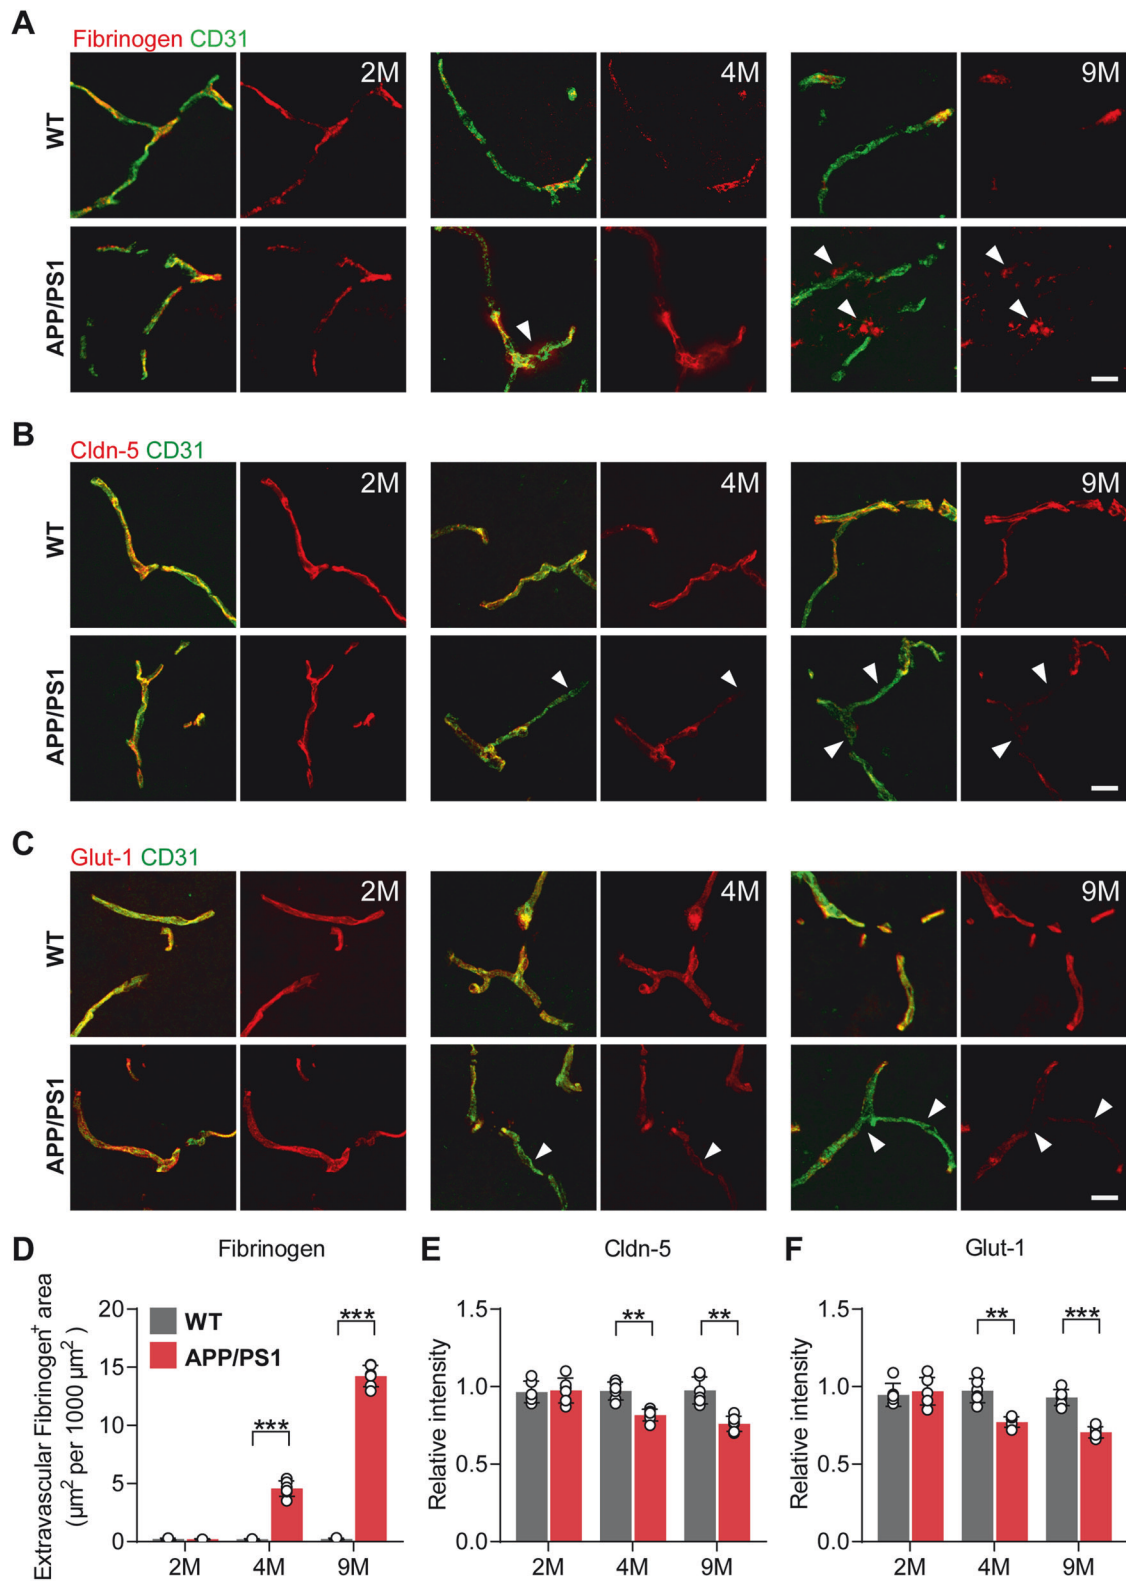 A
Fibrinogen CD31
2M
4M
9M
WT
APP/PS1
B
Cldn-5 CD31
2M
4M
9M
WT
APP/PS1
C
Glut-1 CD31
2M
4M
9M
WT
APP/PS1
D
Fibrinogen
Extravascular Fibrinogen⁺ area
(µm² per 1000 µm²)
20
15
10
5
0
WT
APP/PS1
***
***
2M
4M
9M
E
Cldn-5
Relative intensity
1.5
1.0
0.5
0.0
**
**
2M
4M
9M
F
Glut-1
Relative intensity
1.5
1.0
0.5
0.0
**
***
2M
4M
9M